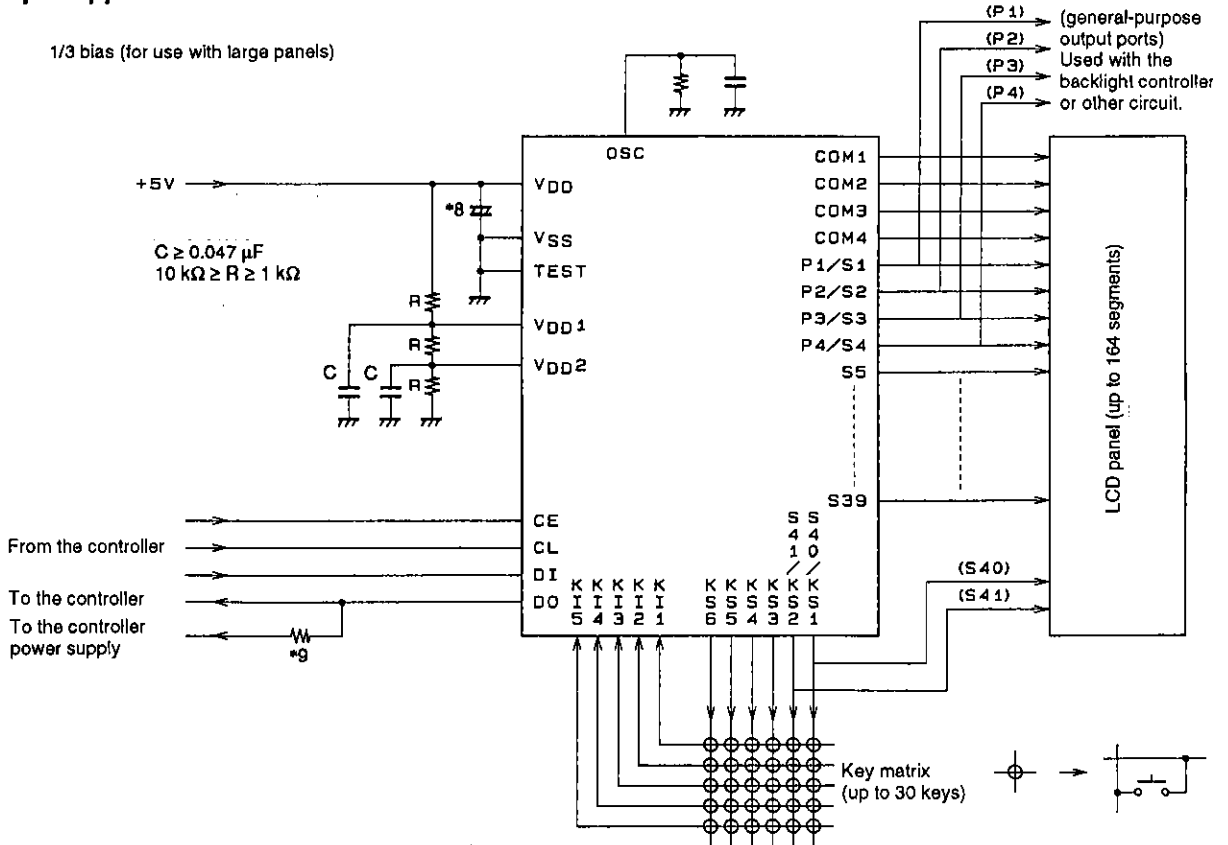 1/3 bias (for use with large panels)
(P1)
(P2)
(P3)
(P4)
(general-purpose
output ports)
Used with the
backlight controller
or other circuit.
OSC
+5V
*8
C ≥ 0.047 µF
10 kΩ ≥ R ≥ 1 kΩ
VDD
VSS
TEST
VDD1
VDD2
R
R
R
C
C
COM1
COM2
COM3
COM4
P1/S1
P2/S2
P3/S3
P4/S4
S5
S39
LCD panel (up to 164 segments)
From the controller
To the controller
To the controller
power supply
*9
CE
CL
DI
DO
KI5
KI4
KI3
KI2
KI1
KS6
KS5
KS4
KS3
S41/KS2
S40/KS1
(S40)
(S41)
Key matrix
(up to 30 keys)